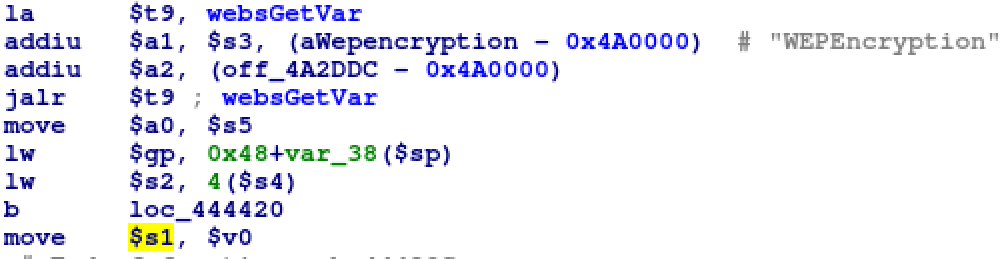 la $t9, websGetVar
addiu $a1, $s3, (aWepencryption - 0x4A0000) # "WEPEncryption"
addiu $a2, (off_4A2DDC - 0x4A0000)
jalr $t9 ; websGetVar
move $a0, $s5
lw $gp, 0x48+var_38($sp)
lw $s2, 4($s4)
b loc_444420
move $s1, $v0